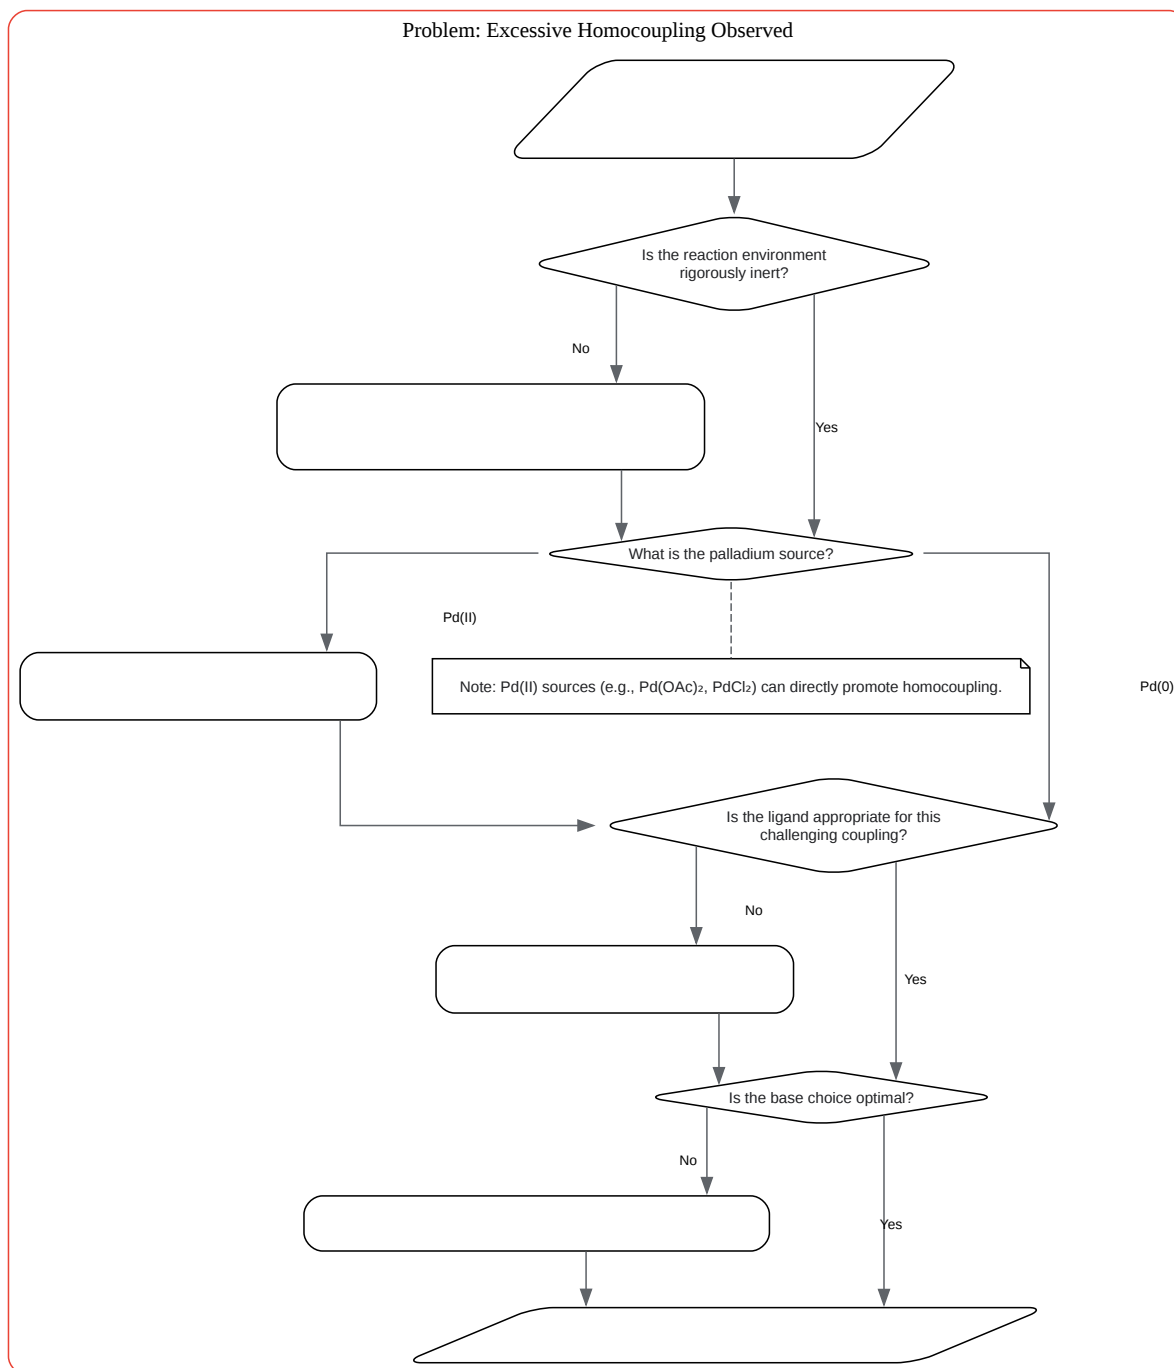 Problem: Excessive Homocoupling Observed
Is the reaction environment
rigorously inert?
No
Yes
What is the palladium source?
Pd(II)
Note: Pd(II) sources (e.g., Pd(OAc)₂, PdCl₂) can directly promote homocoupling.
Pd(0)
Is the ligand appropriate for this
challenging coupling?
No
Yes
Is the base choice optimal?
No
Yes